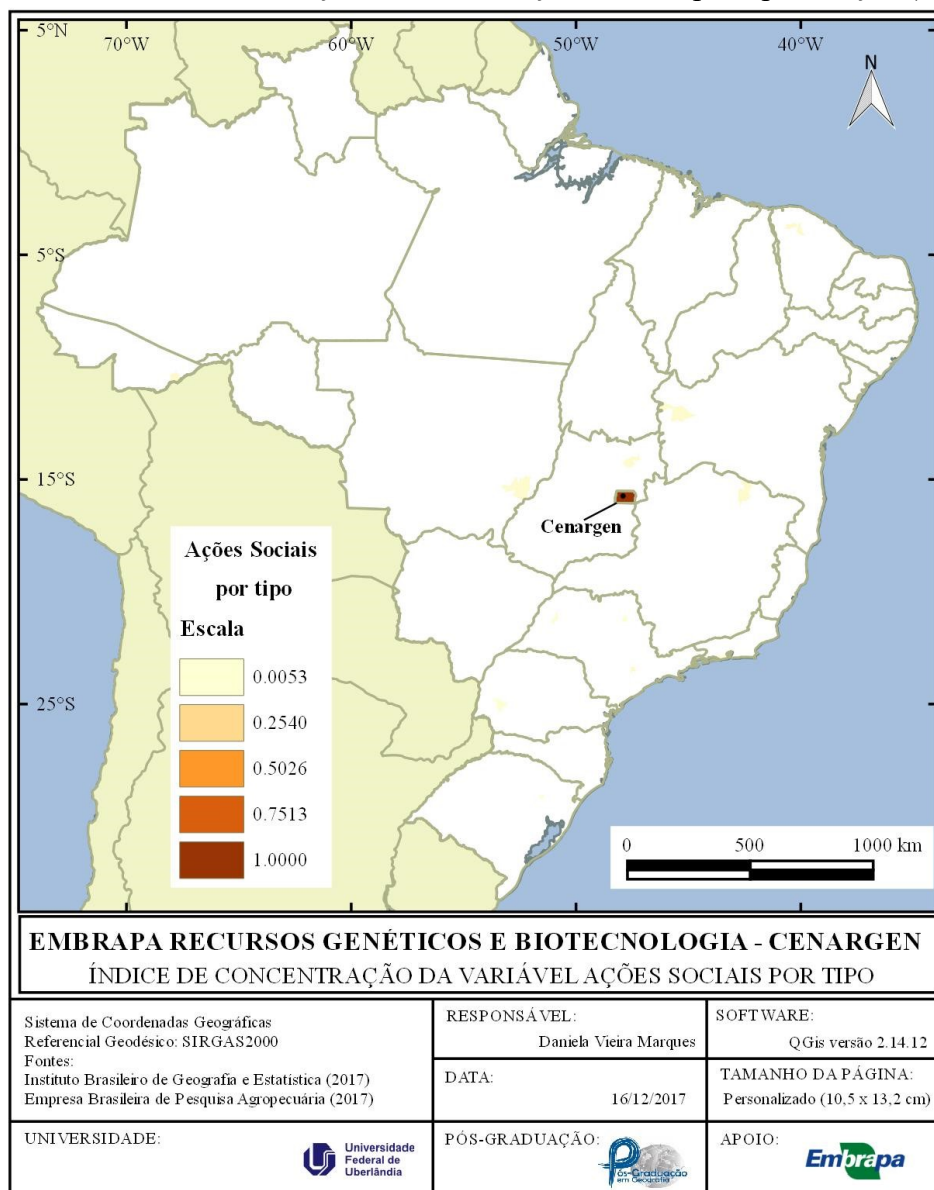 5°N
70°W
60°W
50°W
40°W
N
5°S
15°S
25°S
Cenargen
Ações Sociais
por tipo
Escala
0.0053
0.2540
0.5026
0.7513
1.0000
0
500
1000 km
EMBRAPA RECURSOS GENÉTICOS E BIOTECNOLOGIA - CENARGEN
ÍNDICE DE CONCENTRAÇÃO DA VARIÁVEL AÇÕES SOCIAIS POR TIPO
Sistema de Coordenadas Geográficas
Referencial Geodésico: SIRGAS2000
Fontes:
Instituto Brasileiro de Geografia e Estatística (2017)
Empresa Brasileira de Pesquisa Agropecuária (2017)
RESPONSÁVEL:
Daniela Vieira Marques
SOFTWARE:
QGis versão 2.14.12
DATA:
16/12/2017
TAMANHO DA PÁGINA:
Personalizado (10,5 x 13,2 cm)
UNIVERSIDADE:
Universidade
Federal de
Uberlândia
PÓS-GRADUAÇÃO:
Pós-Graduação
em Geografia
APOIO:
Embrapa